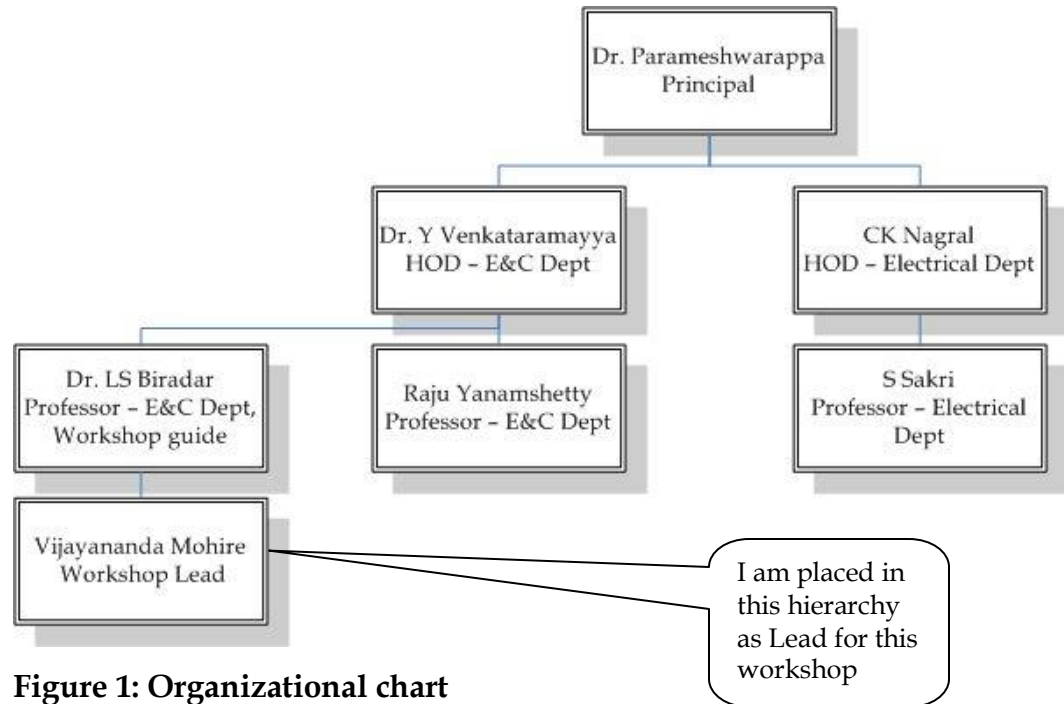 Dr. Parameshwarappa
Principal
Dr. Y Venkataramayya
HOD – E&C Dept
CK Nagral
HOD – Electrical Dept
Dr. LS Biradar
Professor – E&C Dept,
Workshop guide
Raju Yanamshetty
Professor – E&C Dept
S Sakri
Professor – Electrical
Dept
Vijayananda Mohire
Workshop Lead
I am placed in
this hierarchy
as Lead for this
workshop
Figure 1: Organizational chart